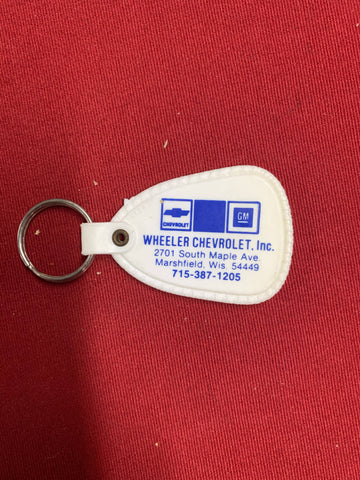 CHEVROLET
GM
WHEELER CHEVROLET, Inc.
2701 South Maple Ave.
Marshfield, Wis. 54449
715-387-1205